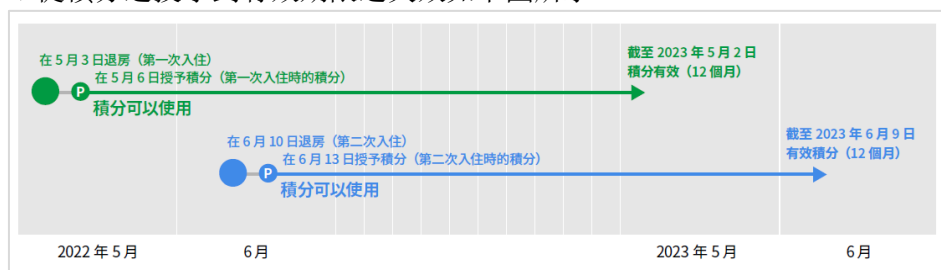 在 5 月 3 日退房（第一次入住）
在 5 月 6 日授予積分（第一次入住時的積分）
P
積分可以使用
截至 2023 年 5 月 2 日
積分有效（12 個月）
在 6 月 10 日退房（第二次入住）
在 6 月 13 日授予積分（第二次入住時的積分）
P
積分可以使用
截至 2023 年 6 月 9 日
有效積分（12 個月）
2022 年 5 月
6 月
2023 年 5 月
6 月